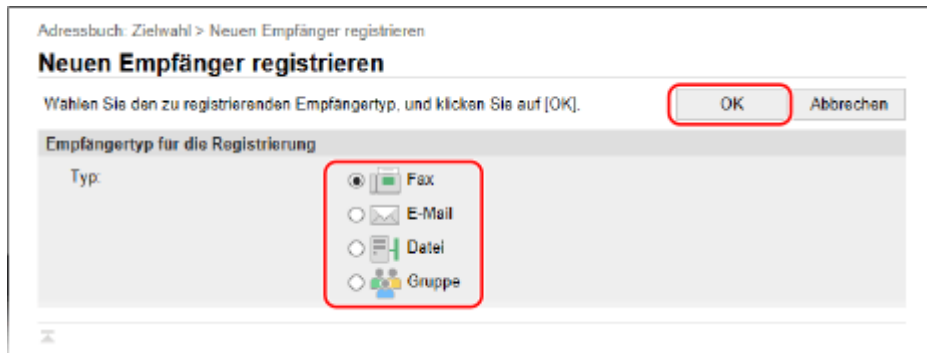 Adressbuch: Zielwahl > Neuen Empfänger registrieren
Neuen Empfänger registrieren
Wählen Sie den zu registrierenden Empfängertyp, und klicken Sie auf [OK].
OK
Abbrechen
Empfängertyp für die Registrierung
Typ:
Fax
E-Mail
Datei
Gruppe